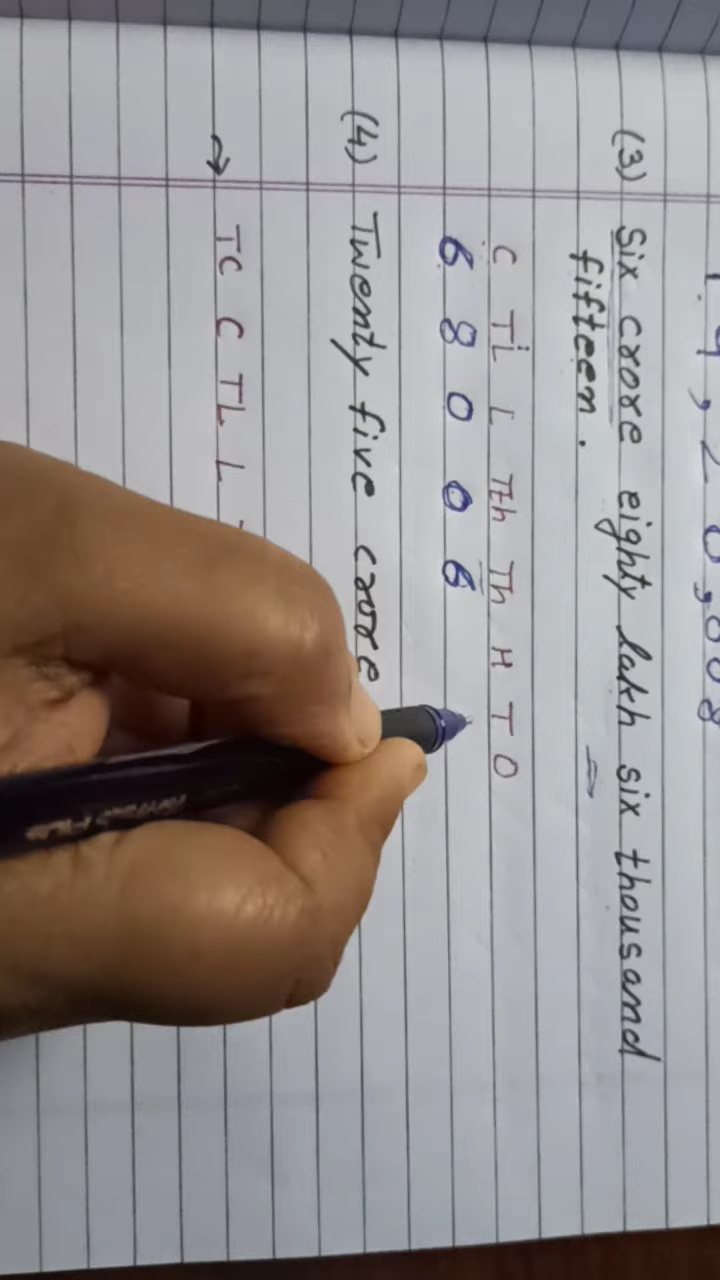 (3) Six crore eighty lakh six thousand
fifteen.
C TL L TTh Th H T O
6 8 0 0 6
(4) Twenty five crore
→ TC C TL L